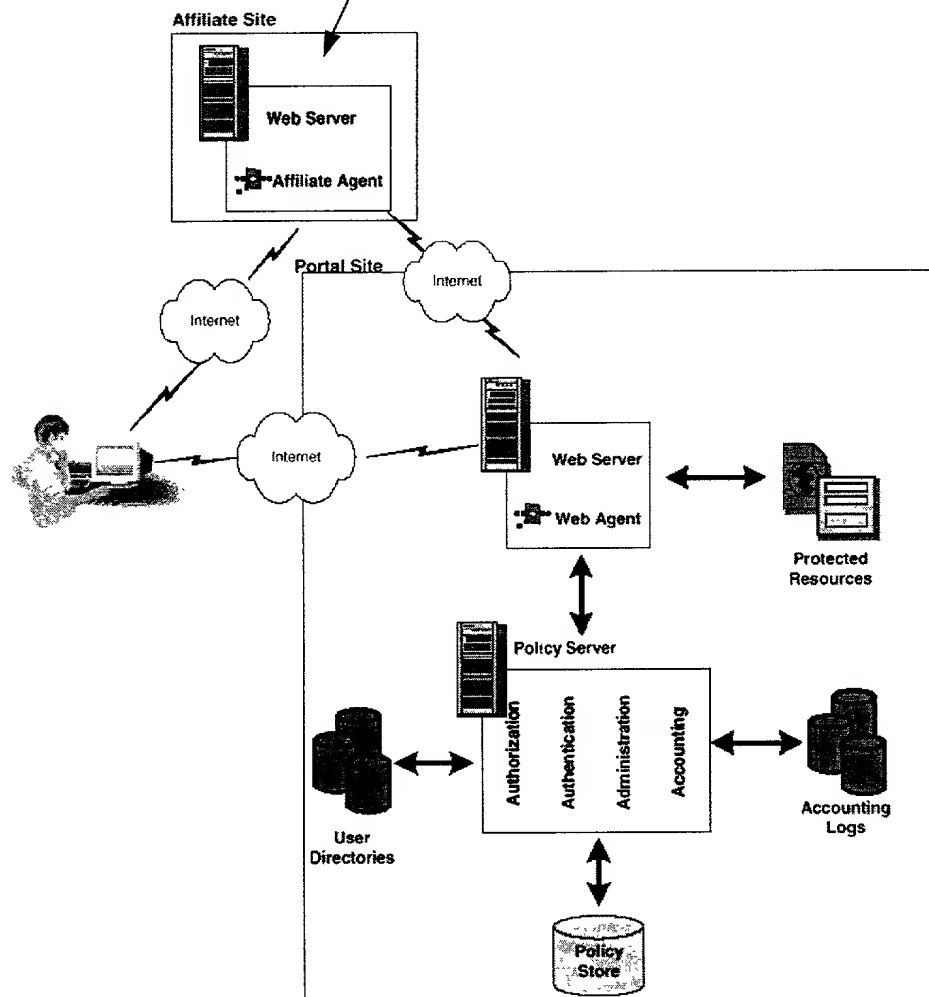 Affiliate Site
Web Server
Affiliate Agent
Portal Site
Internet
Internet
Internet
Web Server
Web Agent
Protected
Resources
Policy Server
Authorization
Authentication
Administration
Accounting
User
Directories
Accounting
Logs
Policy
Store